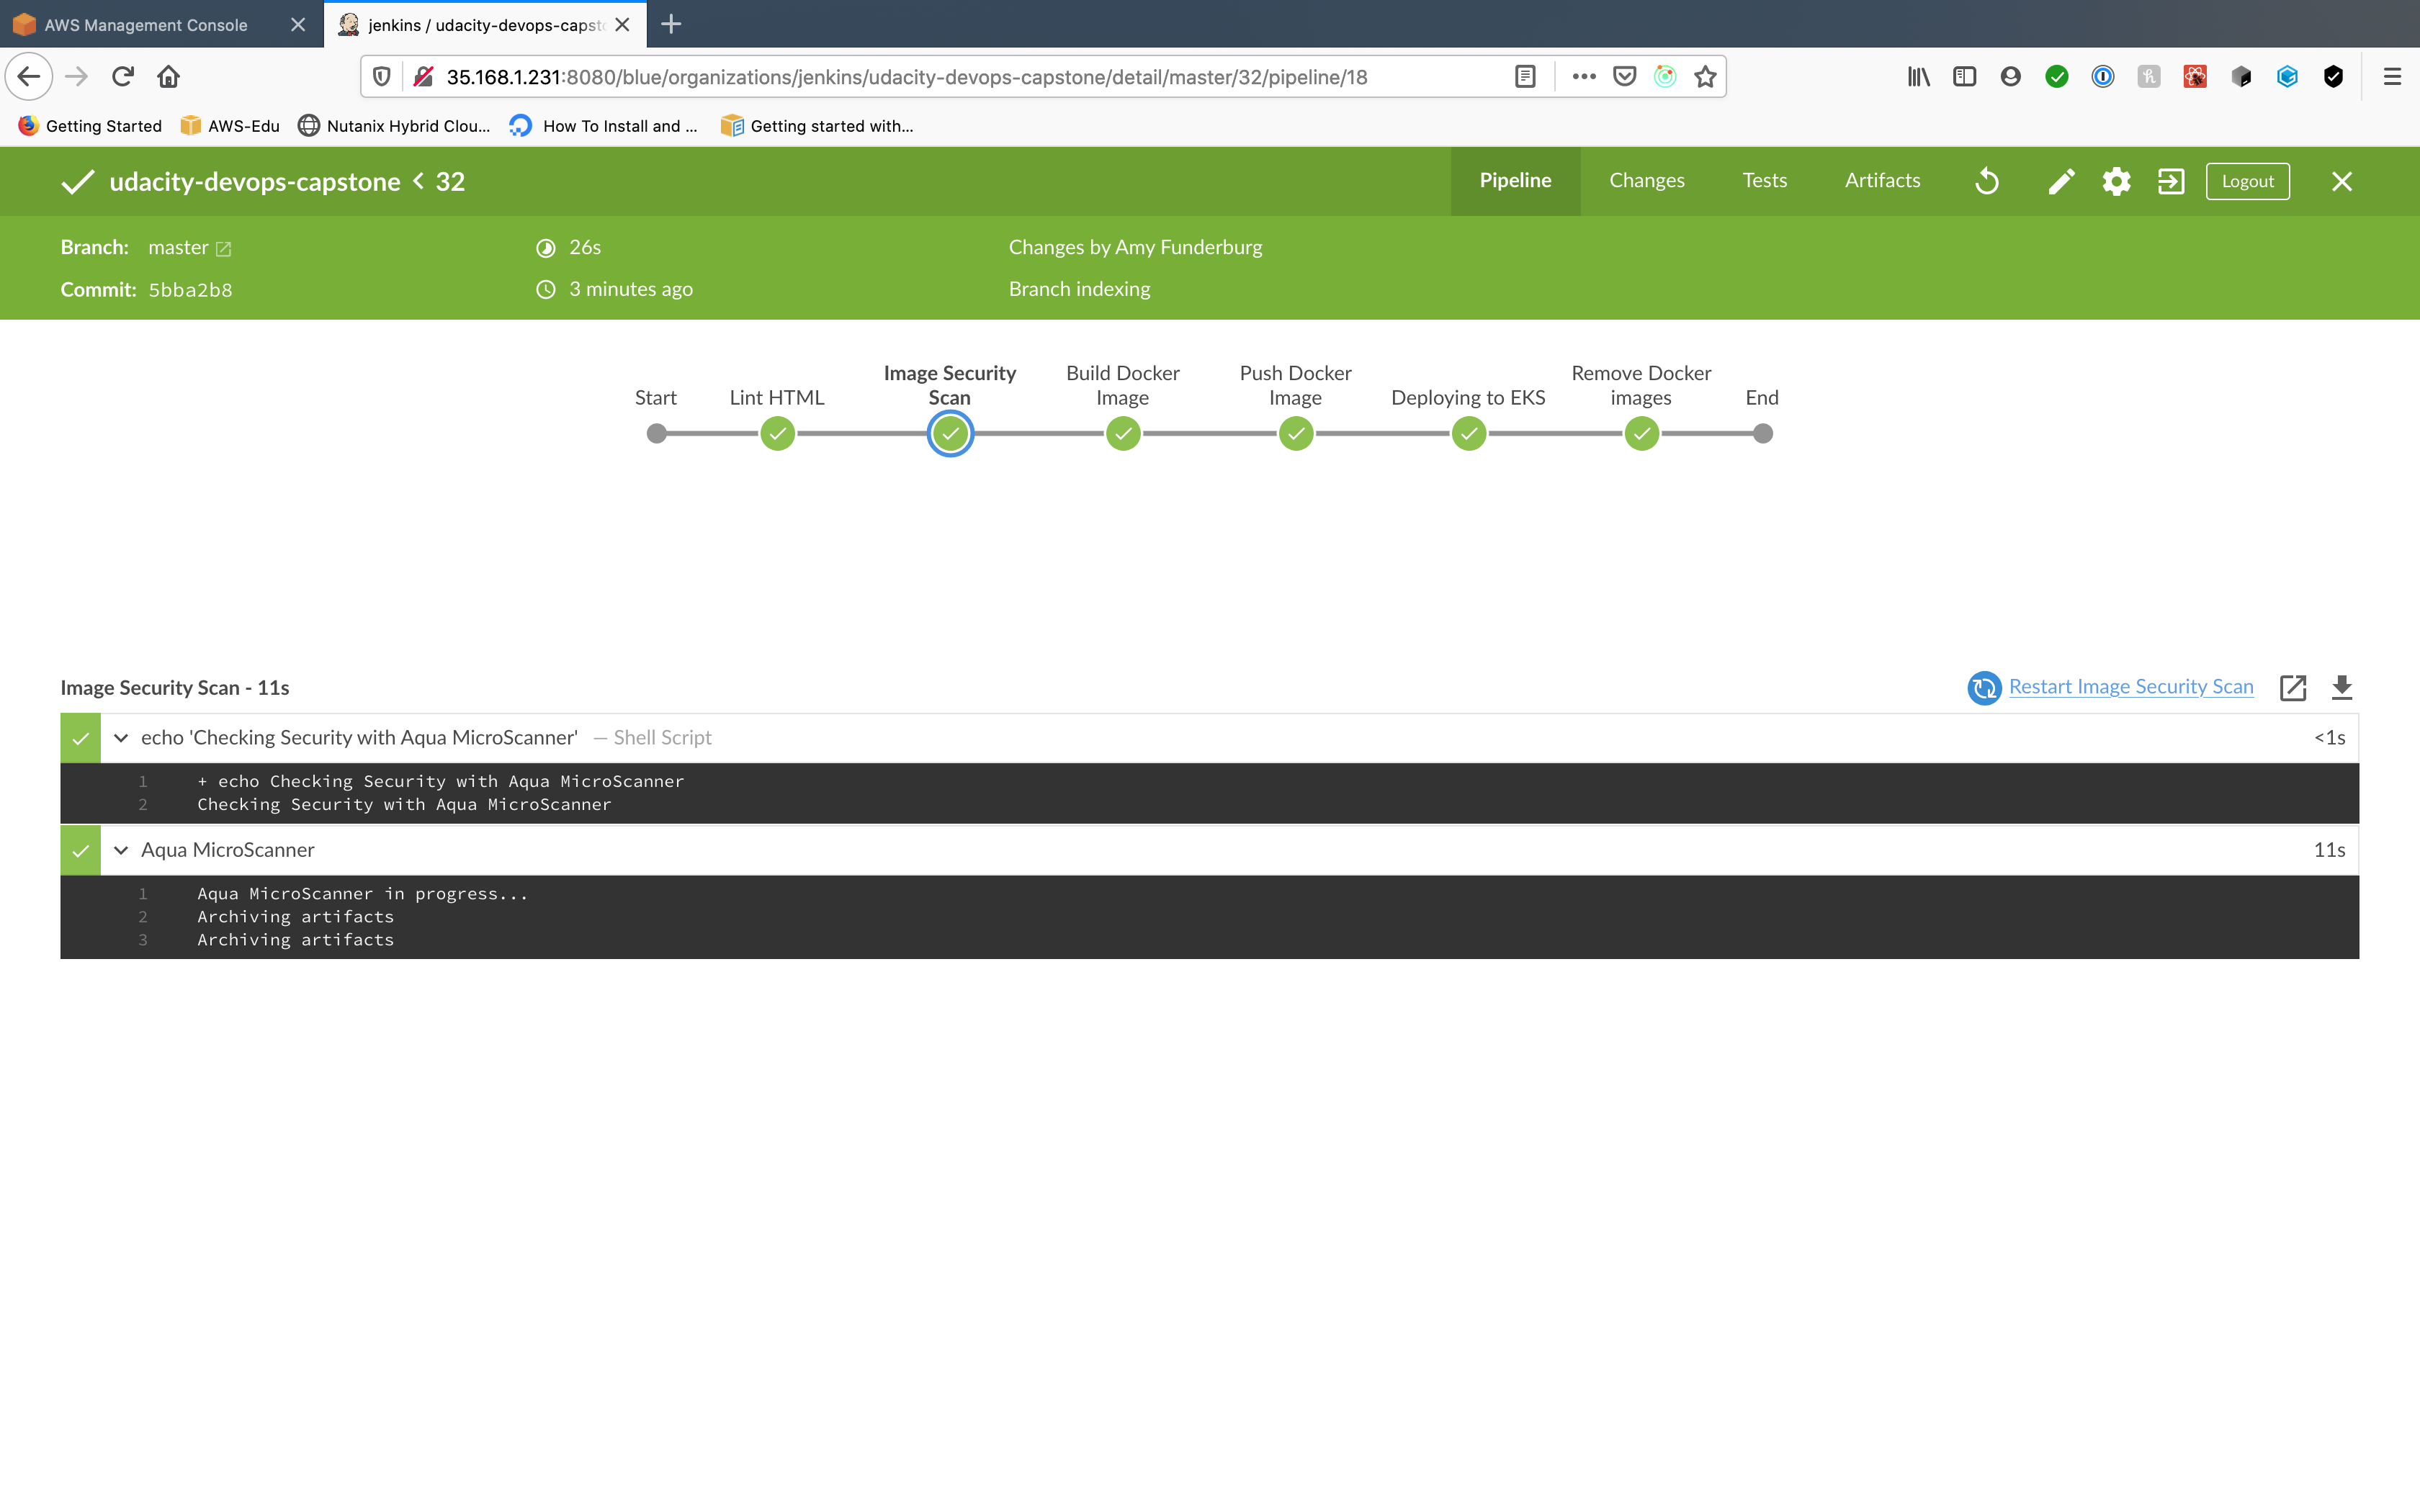 AWS Management Console
jenkins / udacity-devops-capst
35.168.1.231:8080/blue/organizations/jenkins/udacity-devops-capstone/detail/master/32/pipeline/18
Getting Started AWS-Edu Nutanix Hybrid Clou... How To Install and ... Getting started with...
udacity-devops-capstone < 32
Pipeline Changes Tests Artifacts Logout
Branch: master 26s Changes by Amy Funderburg
Commit: 5bba2b8 3 minutes ago Branch indexing
Start
Lint HTML
Image Security
Scan
Build Docker
Image
Push Docker
Image
Deploying to EKS
Remove Docker
images
End
Image Security Scan - 11s Restart Image Security Scan
echo 'Checking Security with Aqua MicroScanner' — Shell Script <1s
1 + echo Checking Security with Aqua MicroScanner
2 Checking Security with Aqua MicroScanner
Aqua MicroScanner 11s
1 Aqua MicroScanner in progress...
2 Archiving artifacts
3 Archiving artifacts